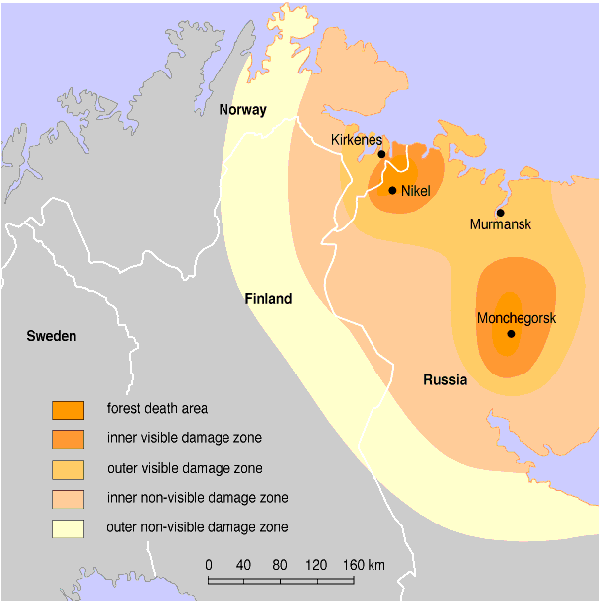 Norway
Kirkenes
Nikel
Murmansk
Finland
Monchegorsk
Sweden
Russia
forest death area
inner visible damage zone
outer visible damage zone
inner non-visible damage zone
outer non-visible damage zone
0 40 80 120 160 km